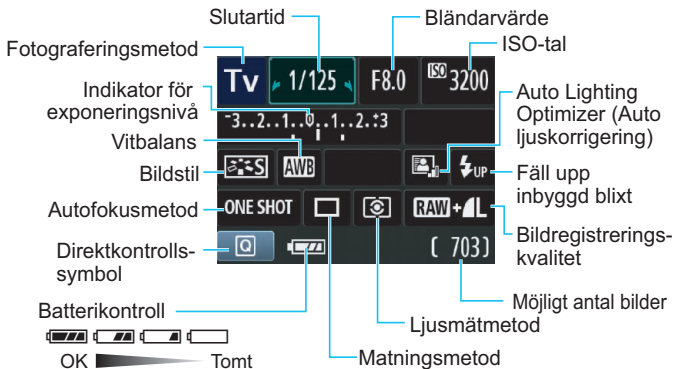 Slutartid
Bländarvärde
Fotograferingsmetod
ISO-tal
Tv 1/125 F8.0 ISO 3200
Indikator för
exponeringsnivå
-3..2..1..0..1..2.:3
Auto Lighting
Optimizer (Auto
ljuskorrigering)
Vitbalans
Bildstil
S AWB UP
Fäll upp
inbyggd blixt
Autofokusmetod
ONE SHOT RAW+L
Bildregistrerings-
kvalitet
Direktkontrolls-
symbol
Q [ 703]
Möjligt antal bilder
Batterikontroll
Ljusmätmetod
OK Tomt
Matningsmetod